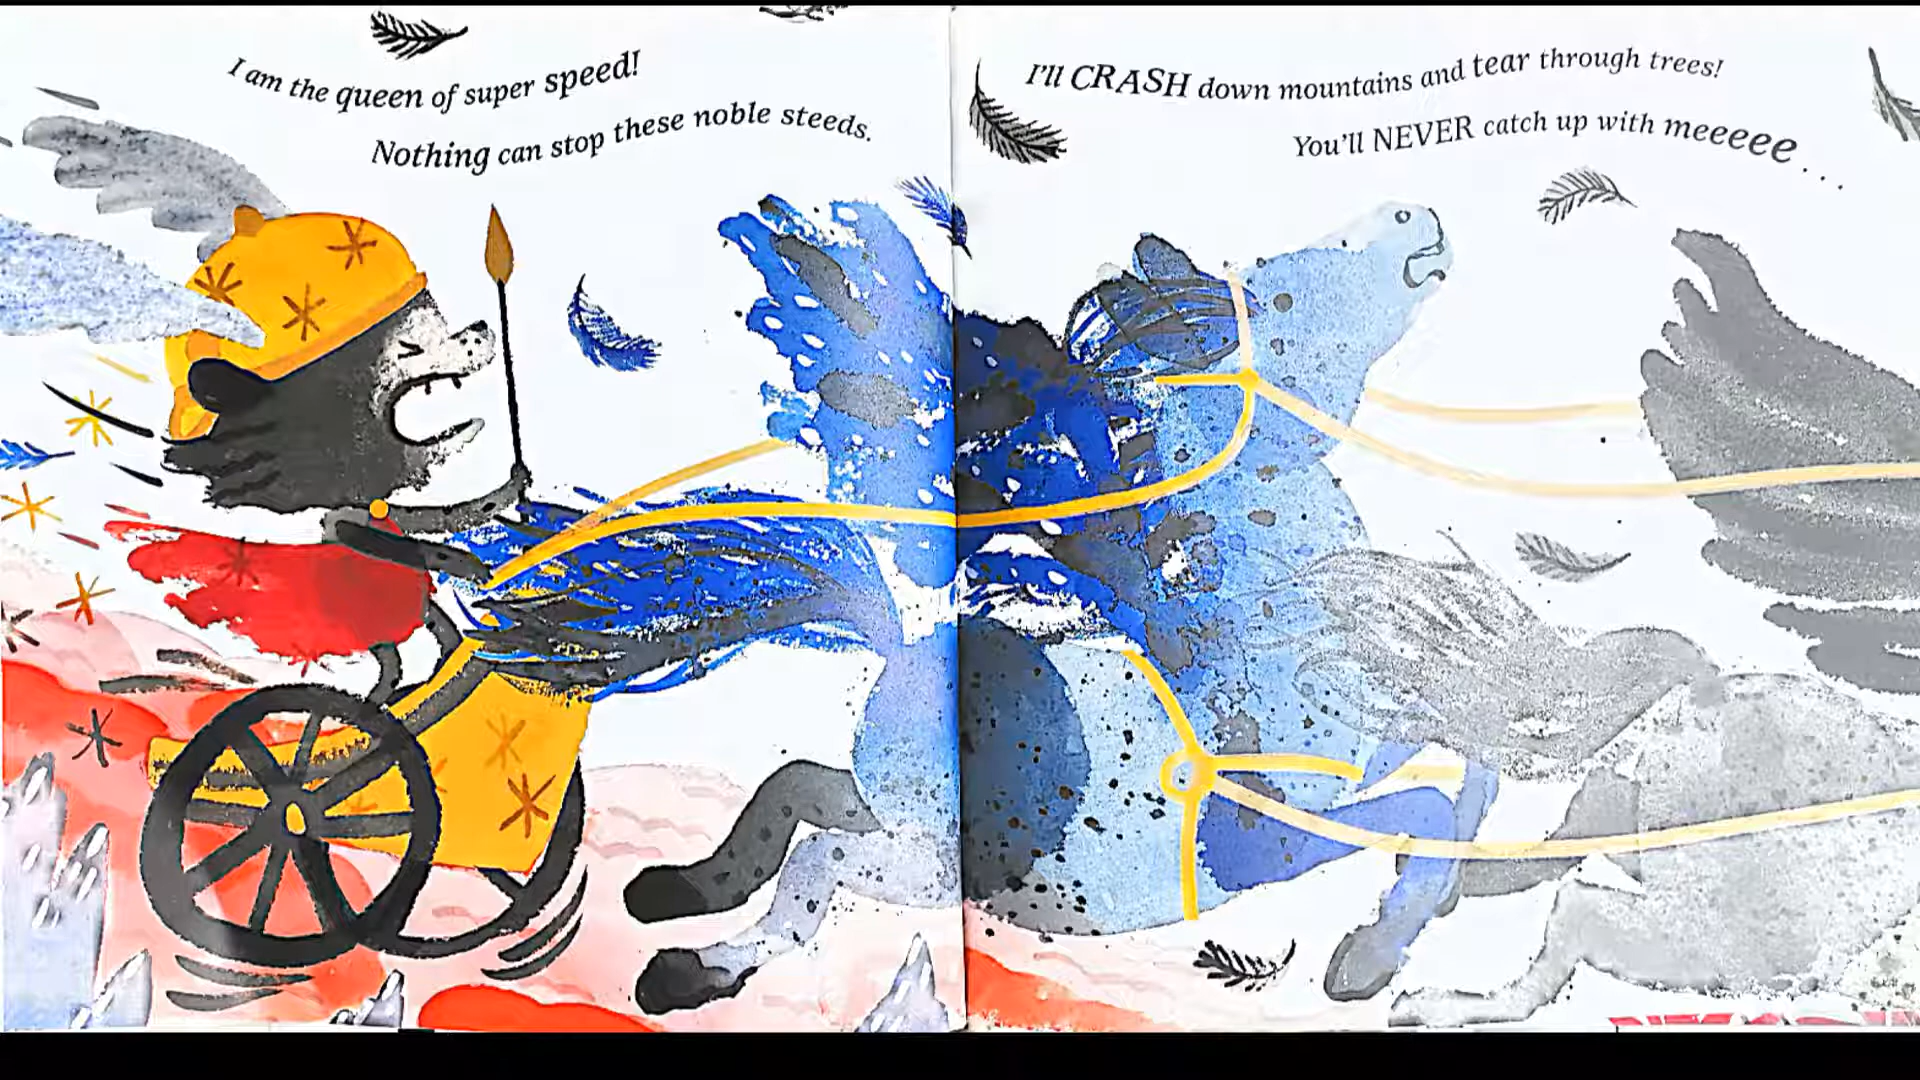 I am the queen of super speed!
Nothing can stop these noble steeds.
I'll CRASH down mountains and tear through trees!
You'll NEVER catch up with meeeee . . . .